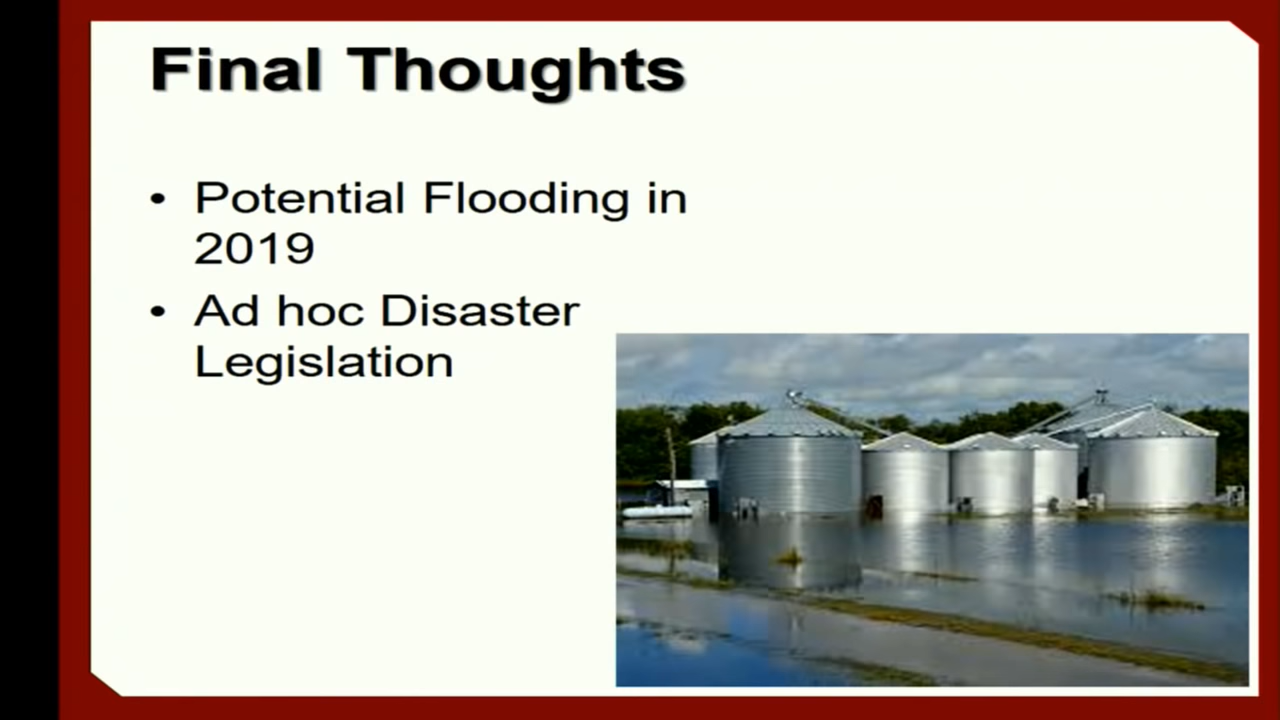 Final Thoughts
• Potential Flooding in
2019
• Ad hoc Disaster
Legislation